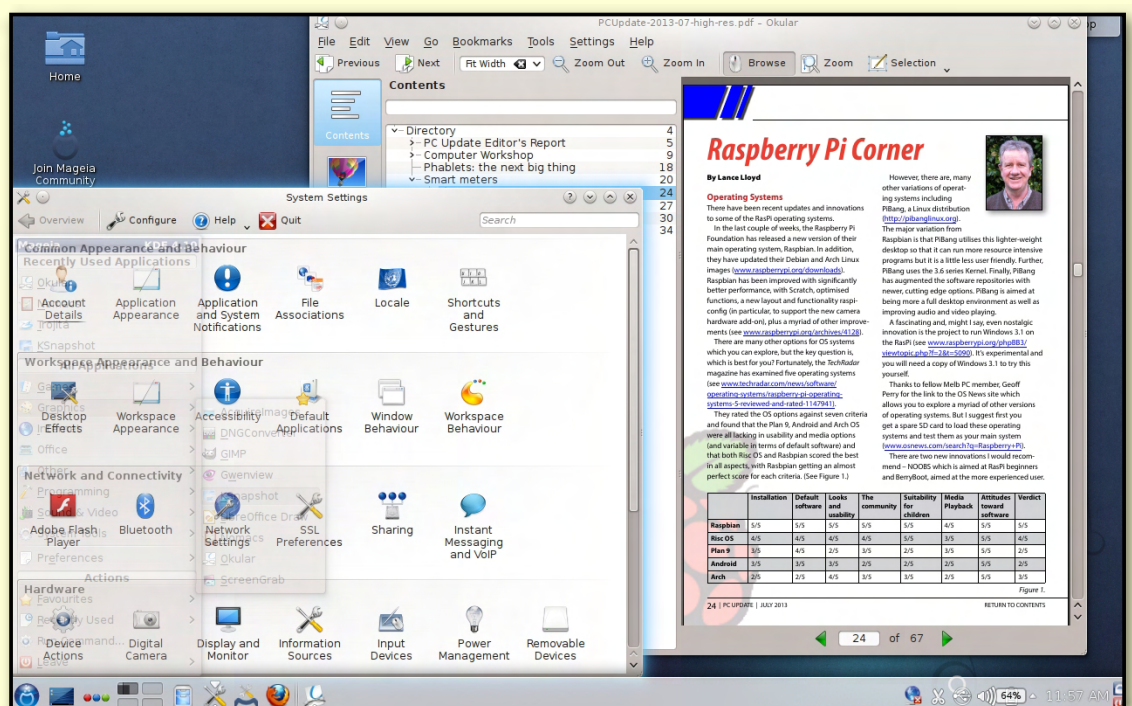 Home
Join Mageia
Community
PCUpdate-2013-07-high-res.pdf – Okular
File Edit View Go Bookmarks Tools Settings Help
Previous Next Fit Width Zoom Out Zoom In Browse Zoom Selection
Contents
Contents
Directory 4
PC Update Editor's Report 5
Computer Workshop 9
Phablets: the next big thing 18
Smart meters 20
24
27
30
34
Raspberry Pi Corner
By Lance Lloyd
Operating Systems
There have been recent updates and innovations
to some of the RasPi operating systems.
In the last couple of weeks, the Raspberry Pi
Foundation has released a new version of their
main operating system, Raspbian. In addition,
they have updated their Debian and Arch Linux
images (www.raspberrypi.org/downloads).
Raspbian has been improved with significantly
better performance, with Scratch, optimised
functions, a new layout and functionality raspi-
config (in particular, to support the new camera
hardware add-on), plus a myriad of other improve-
ments (see www.raspberrypi.org/archives/4128).
There are many other options for OS systems
which you can explore, but the key question is,
which is best for you? Fortunately, the TechRadar
magazine has examined five operating systems
(see www.techradar.com/news/software/
operating-systems/raspberry-pi-operating-
systems-5-reviewed-and-rated-1147941).
They rated the OS options against seven criteria
and found that the Plan 9, Android and Arch OS
were all lacking in usability and media options
(and variable in terms of default software) and
that both Risc OS and Rasbpian scored the best
in all aspects, with Rasbpian getting an almost
perfect score for each criteria. (See Figure 1.)
However, there are, many
other variations of operat-
ing systems including
PiBang, a Linux distribution
(http://pibanglinux.org).
The major variation from
Raspbian is that PiBang utilises this lighter-weight
desktop so that it can run more resource intensive
programs but it is a little less user friendly. Further,
PiBang uses the 3.6 series Kernel. Finally, PiBang
has augmented the software repositories with
newer, cutting edge options. PiBang is aimed at
being more a full desktop environment as well as
improving audio and video playing.
A fascinating and, might I say, even nostalgic
innovation is the project to run Windows 3.1 on
the RasPi (see www.raspberrypi.org/phpBB3/
viewtopic.php?f=2&t=5090). It's experimental and
you will need a copy of Windows 3.1 to try this
yourself.
Thanks to fellow Melb PC member, Geoff
Perry for the link to the OS News site which
allows you to explore a myriad of other versions
of operating systems. But I suggest first you
get a spare SD card to load these operating
systems and test them as your main system
(www.osnews.com/search?q=Raspberry+Pi).
There are two new innovations I would recom-
mend – NOOBS which is aimed at RasPi beginners
and BerryBoot, aimed at the more experienced user.
Installation Default software Looks and usability The community Suitability for children Media Playback Attitudes toward software Verdict
Raspbian 5/5 5/5 5/5 5/5 5/5 4/5 5/5 5/5
Risc OS 4/5 4/5 4/5 4/5 5/5 3/5 5/5 4/5
Plan 9 3/5 4/5 2/5 3/5 2/5 3/5 5/5 2/5
Android 3/5 3/5 3/5 2/5 2/5 2/5 5/5 2/5
Arch 2/5 2/5 4/5 3/5 3/5 2/5 5/5 3/5
Figure 1.
24 | PC UPDATE | JULY 2013 RETURN TO CONTENTS
24 of 67
System Settings
Overview Configure Help Quit Search
Common Appearance and Behaviour
Recently Used Applications
Account Details
Application Appearance
Application and System Notifications
File Associations
Locale
Shortcuts and Gestures
KSnapshot
Workspace Appearance and Behaviour
All Applications
Desktop Effects
Workspace Appearance
Accessibility
Default Applications
Window Behaviour
Workspace Behaviour
Graphics
Office
DNGConverter
GIMP
Gwenview
KSnapshot
LibreOffice Draw
Okular
ScreenGrab
Network and Connectivity
Programming
Sound & Video
Adobe Flash Player
Bluetooth
Network Settings
SSL Preferences
Sharing
Instant Messaging and VoIP
Preferences
Actions
Hardware
Favourites
Recently Used
Run Command...
Leave
Device Actions
Digital Camera
Display and Monitor
Information Sources
Input Devices
Power Management
Removable Devices
64% 11:57 AM